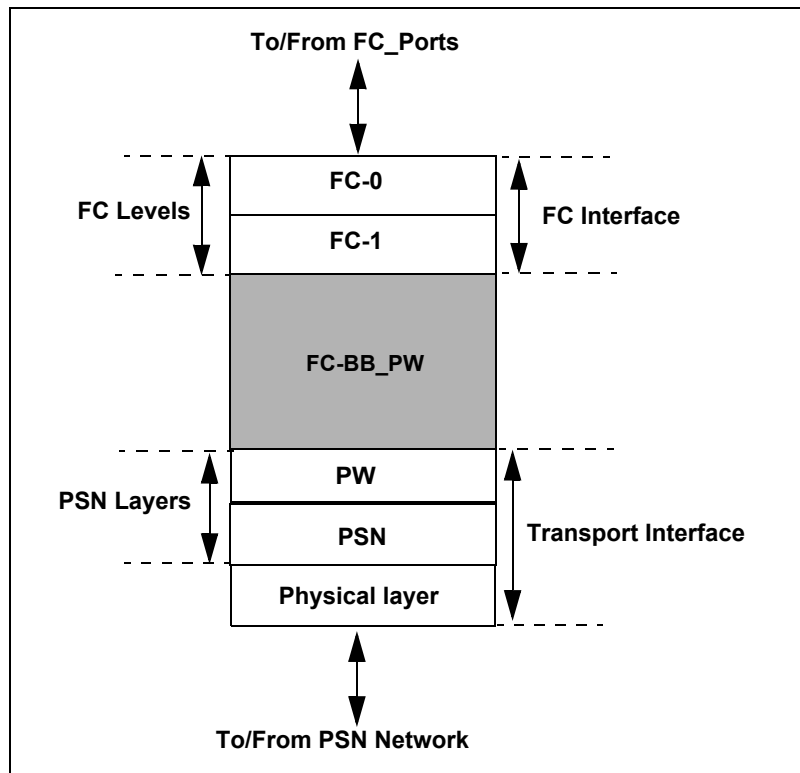 To/From FC_Ports
FC-0
FC Levels
FC Interface
FC-1
FC-BB_PW
PW
PSN Layers
PSN
Transport Interface
Physical layer
To/From PSN Network